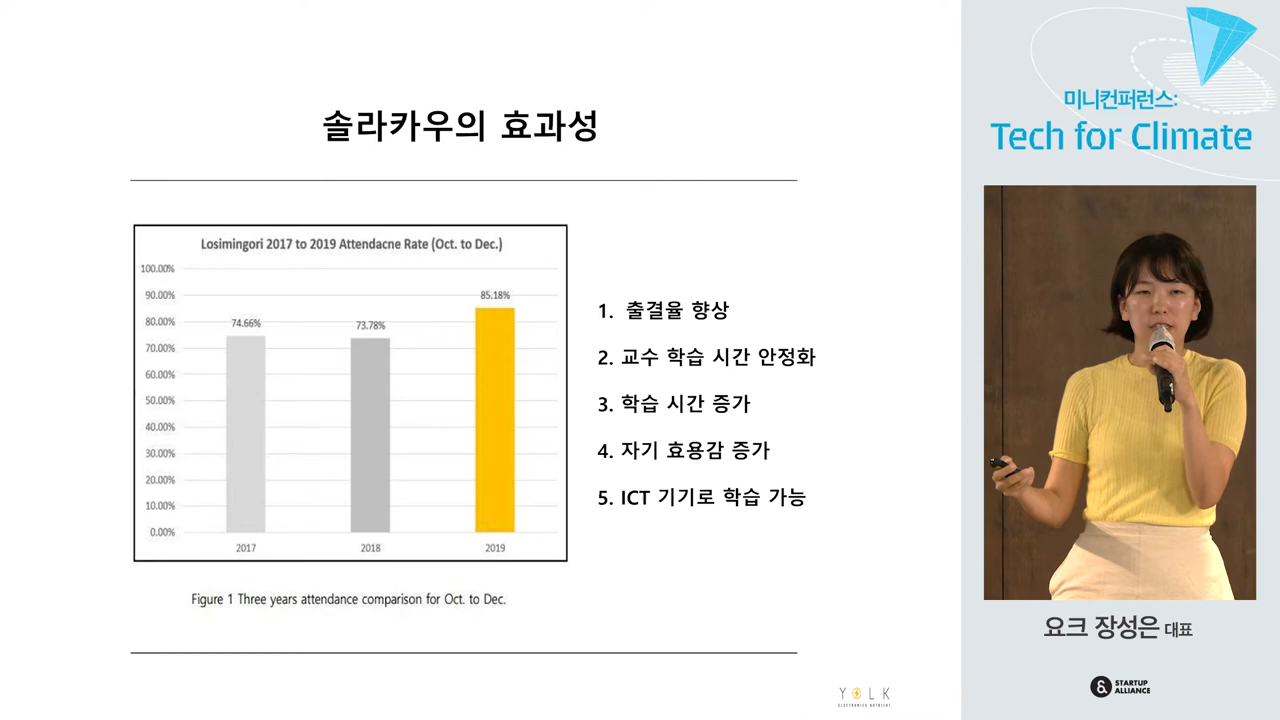 솔라카우의 효과성
Losimingori 2017 to 2019 Attendacne Rate (Oct. to Dec.)
100.00%
90.00%
80.00%
70.00%
60.00%
50.00%
40.00%
30.00%
20.00%
10.00%
0.00%
74.66%
73.78%
85.18%
2017
2018
2019
Figure 1 Three years attendance comparison for Oct. to Dec.
1. 출결율 향상
2. 교수 학습 시간 안정화
3. 학습 시간 증가
4. 자기 효용감 증가
5. ICT 기기로 학습 가능
YOLK
ELECTRONICS NUTRIENT
미니컨퍼런스:
Tech for Climate
요크 장성은 대표
&
STARTUP
ALLIANCE